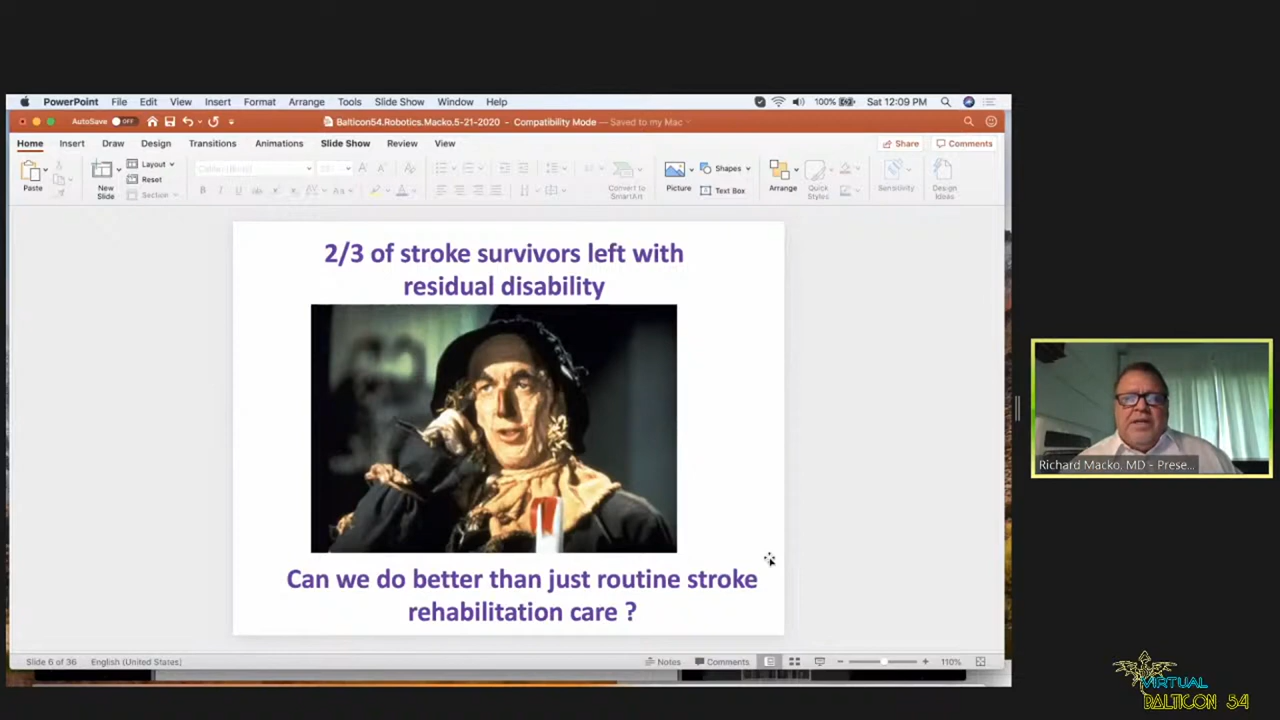 PowerPoint File Edit View Insert Format Arrange Tools Slide Show Window Help 100% Sat 12:09 PM
AutoSave OFF Balticon54.Robotics.Macko.5-21-2020 - Compatibility Mode — Saved to my Mac
Home Insert Draw Design Transitions Animations Slide Show Review View Share Comments
Paste New Slide Layout Reset Section Convert to SmartArt Picture Shapes Text Box Arrange Quick Styles Sensitivity Design Ideas
2/3 of stroke survivors left with
residual disability
Can we do better than just routine stroke
rehabilitation care ?
Richard Macko, MD - Prese...
Slide 6 of 36 English (United States) Notes Comments 110%
VIRTUAL
BALTICON 54